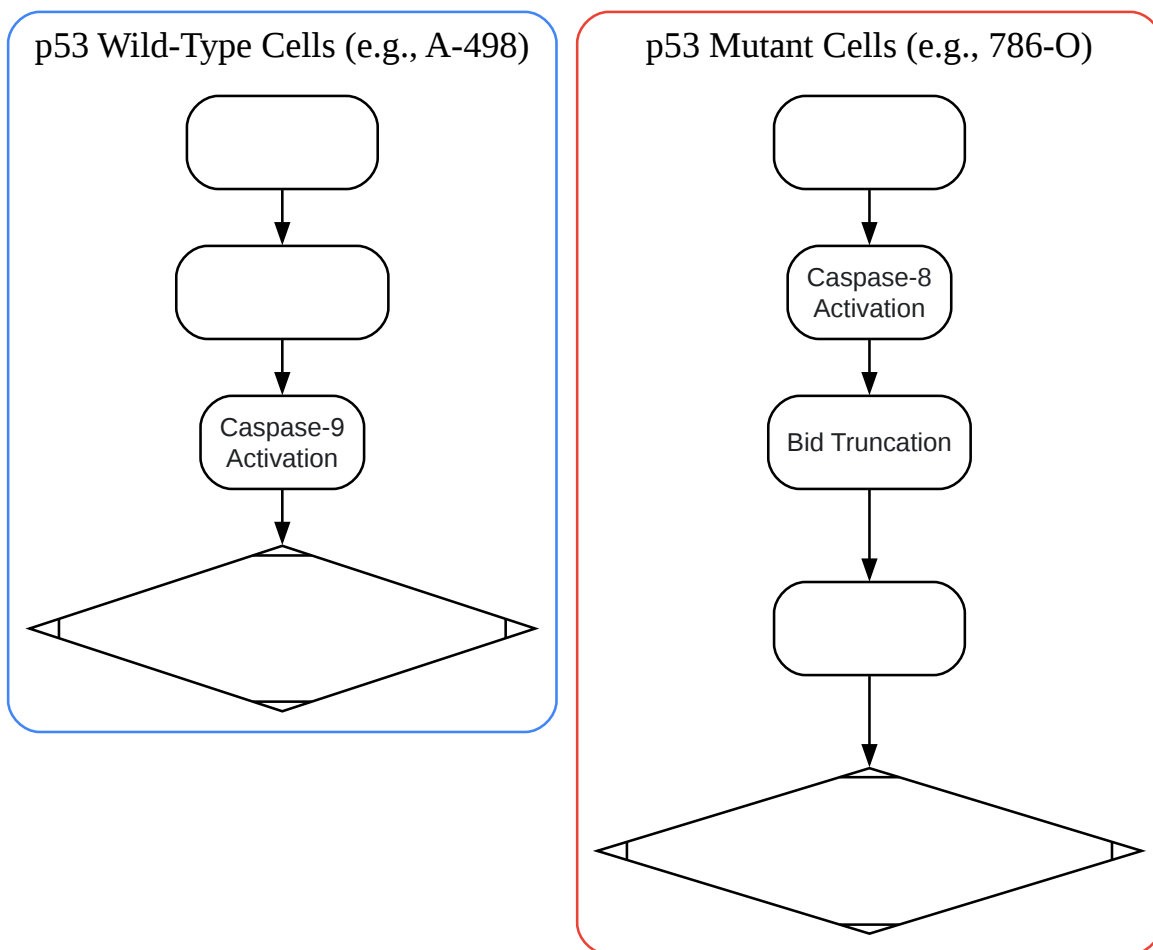 p53 Wild-Type Cells (e.g., A-498)
Caspase-9
Activation
p53 Mutant Cells (e.g., 786-O)
Caspase-8
Activation
Bid Truncation